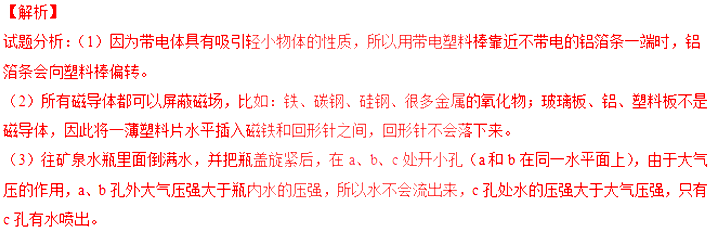 【解析】
试题分析：（1）因为带电体具有吸引轻小物体的性质，所以用带电塑料棒靠近不带电的铝箔条一端时，铝
箔条会向塑料棒偏转。
（2）所有磁导体都可以屏蔽磁场，比如：铁、碳钢、硅钢、很多金属的氧化物；玻璃板、铝、塑料板不是
磁导体，因此将一薄塑料片水平插入磁铁和回形针之间，回形针不会落下来。
（3）往矿泉水瓶里面倒满水，并把瓶盖旋紧后，在 a、b、c 处开小孔（a 和 b 在同一水平面上），由于大气
压的作用，a、b 孔外大气压强大于瓶内水的压强，所以水不会流出来，c 孔处水的压强大于大气压强，只有
c 孔有水喷出。